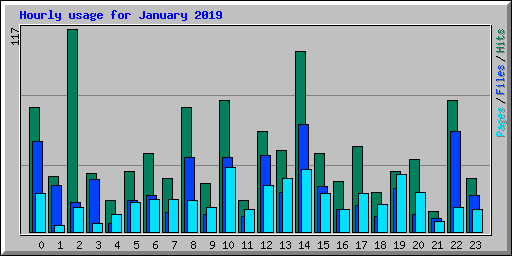 Hourly usage for January 2019
117
Pages/Files/Hits
0 1 2 3 4 5 6 7 8 9 10 11 12 13 14 15 16 17 18 19 20 21 22 23